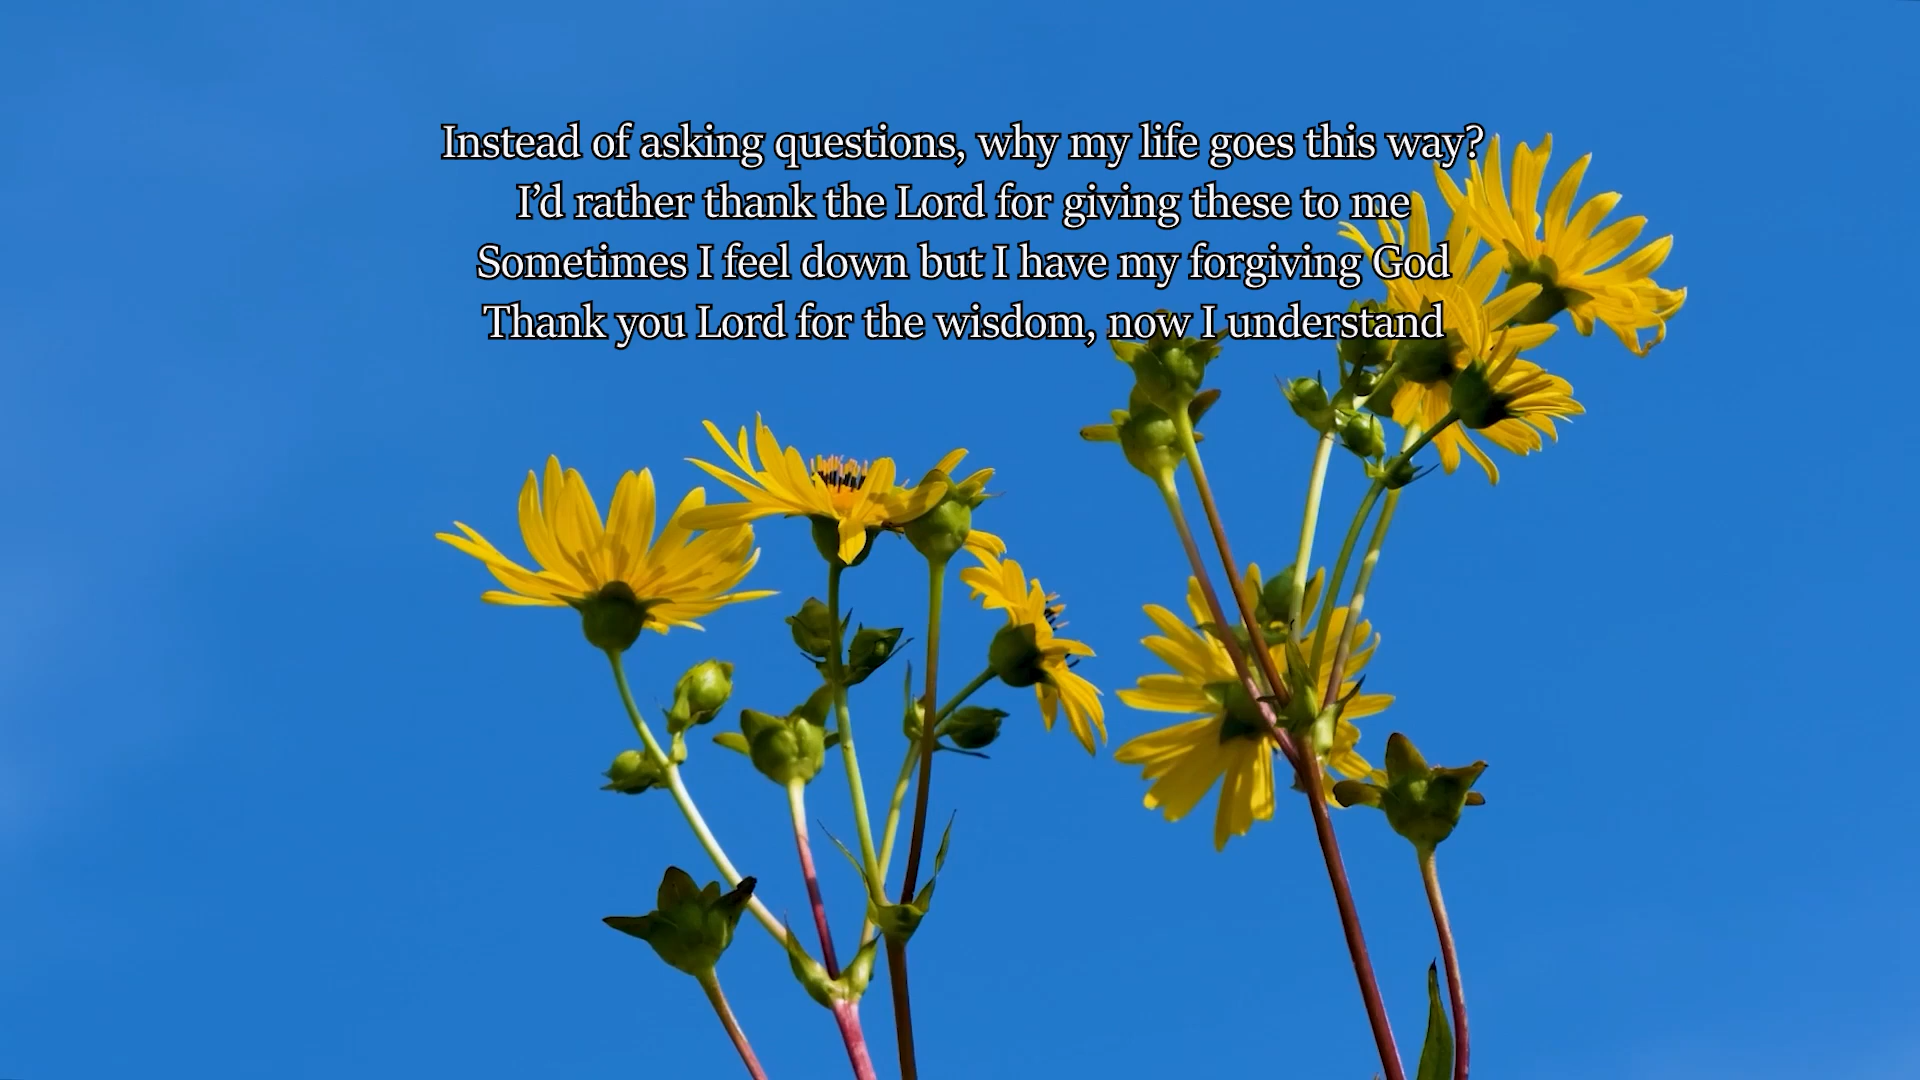 Instead of asking questions, why my life goes this way?
I’d rather thank the Lord for giving these to me
Sometimes I feel down but I have my forgiving God
Thank you Lord for the wisdom, now I understand